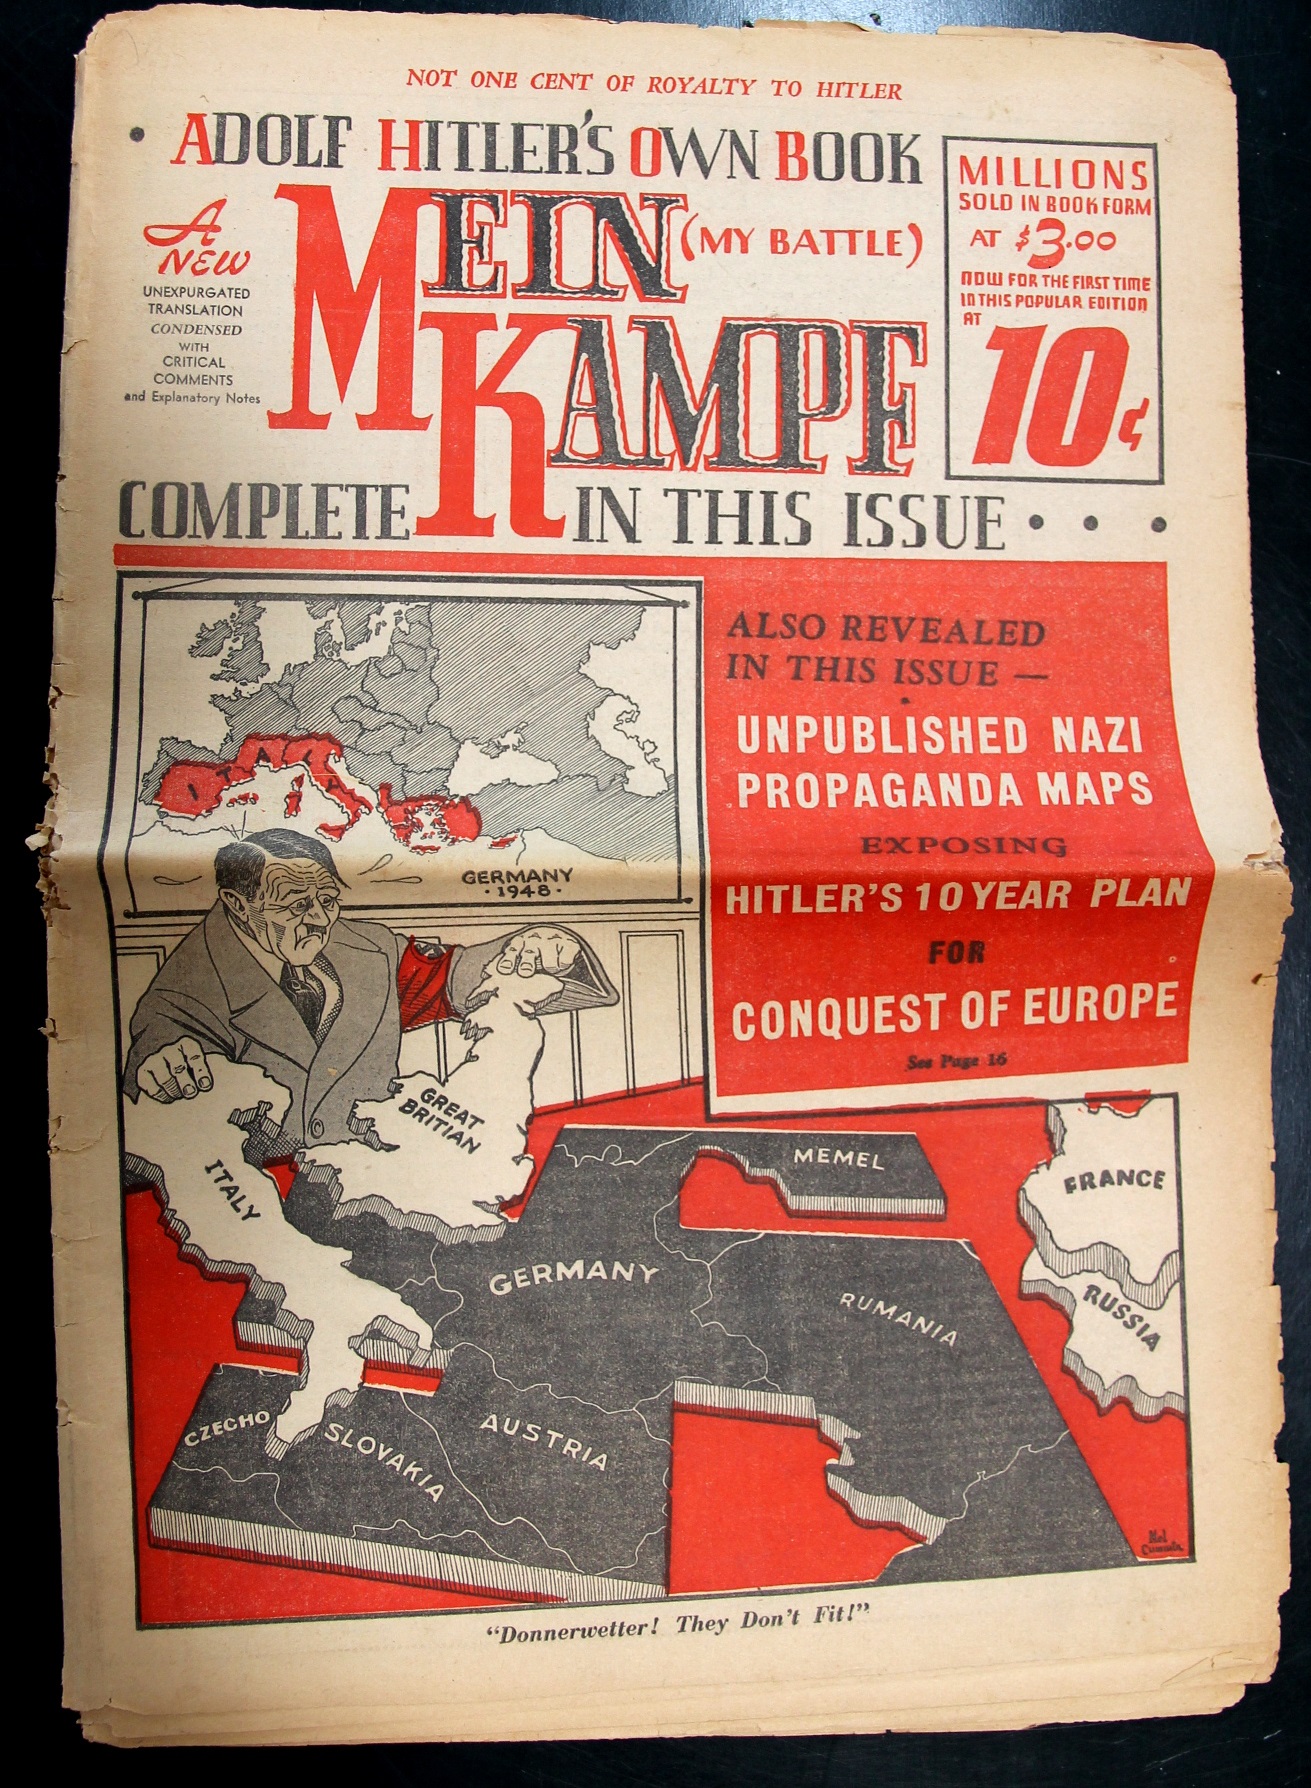 NOT ONE CENT OF ROYALTY TO HITLER
• ADOLF HITLER'S OWN BOOK
MEIN (MY BATTLE)
KAMPF
A
NEW
UNEXPURGATED
TRANSLATION
CONDENSED
WITH
CRITICAL
COMMENTS
and Explanatory Notes
MILLIONS
SOLD IN BOOK FORM
AT $3.00
NOW FOR THE FIRST TIME
IN THIS POPULAR EDITION
AT
10¢
COMPLETE IN THIS ISSUE • • •
ITALY
GERMANY
• 1948 •
ALSO REVEALED
IN THIS ISSUE —
UNPUBLISHED NAZI
PROPAGANDA MAPS
EXPOSING
HITLER'S 10 YEAR PLAN
FOR
CONQUEST OF EUROPE
See Page 16
GREAT
BRITIAN
ITALY
MEMEL
FRANCE
GERMANY
RUMANIA
RUSSIA
CZECHO
SLOVAKIA
AUSTRIA
"Donnerwetter! They Don't Fit!"